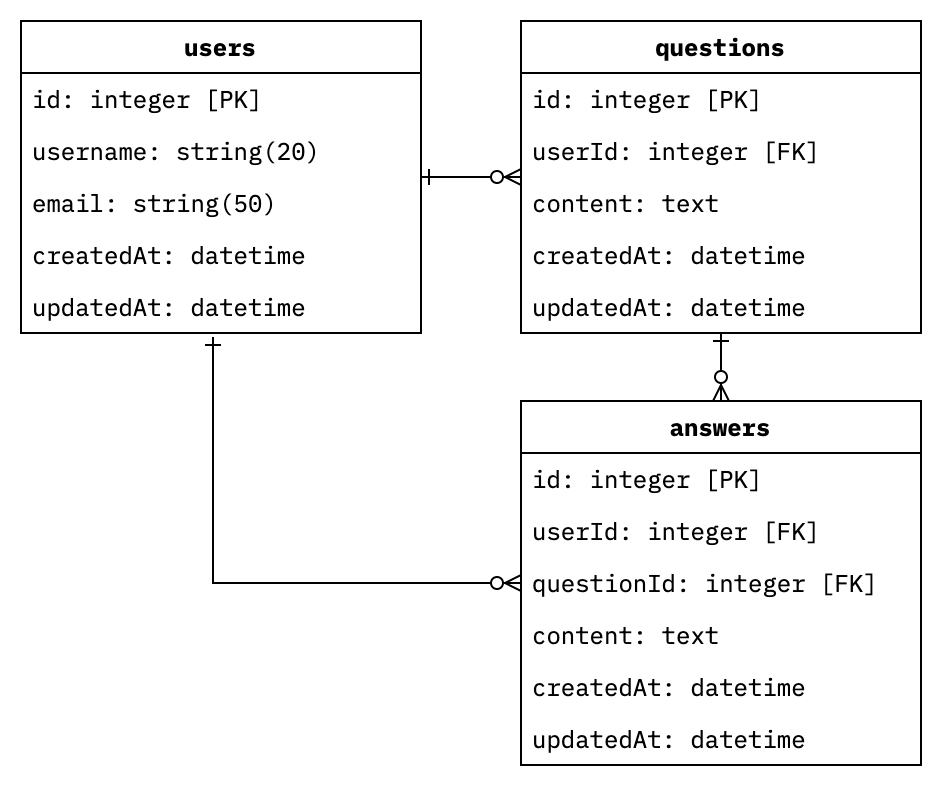 users
id: integer [PK]
username: string(20)
email: string(50)
createdAt: datetime
updatedAt: datetime
questions
id: integer [PK]
userId: integer [FK]
content: text
createdAt: datetime
updatedAt: datetime
answers
id: integer [PK]
userId: integer [FK]
questionId: integer [FK]
content: text
createdAt: datetime
updatedAt: datetime